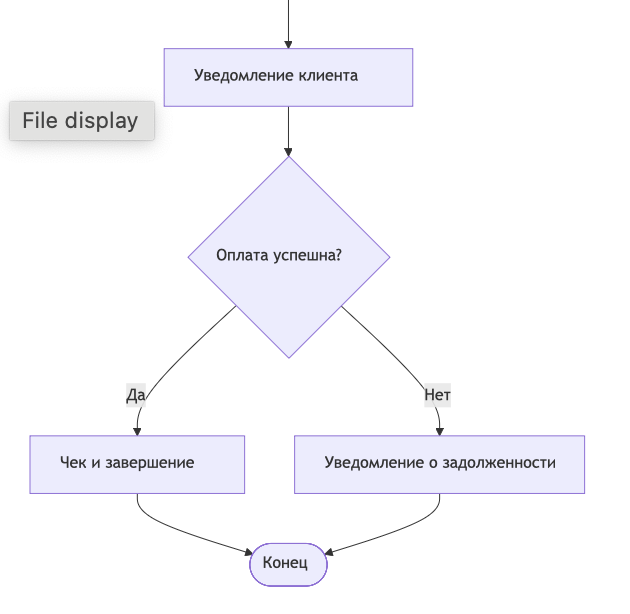 Уведомление клиента
File display
Оплата успешна?
Да
Нет
Чек и завершение
Уведомление о задолженности
Конец